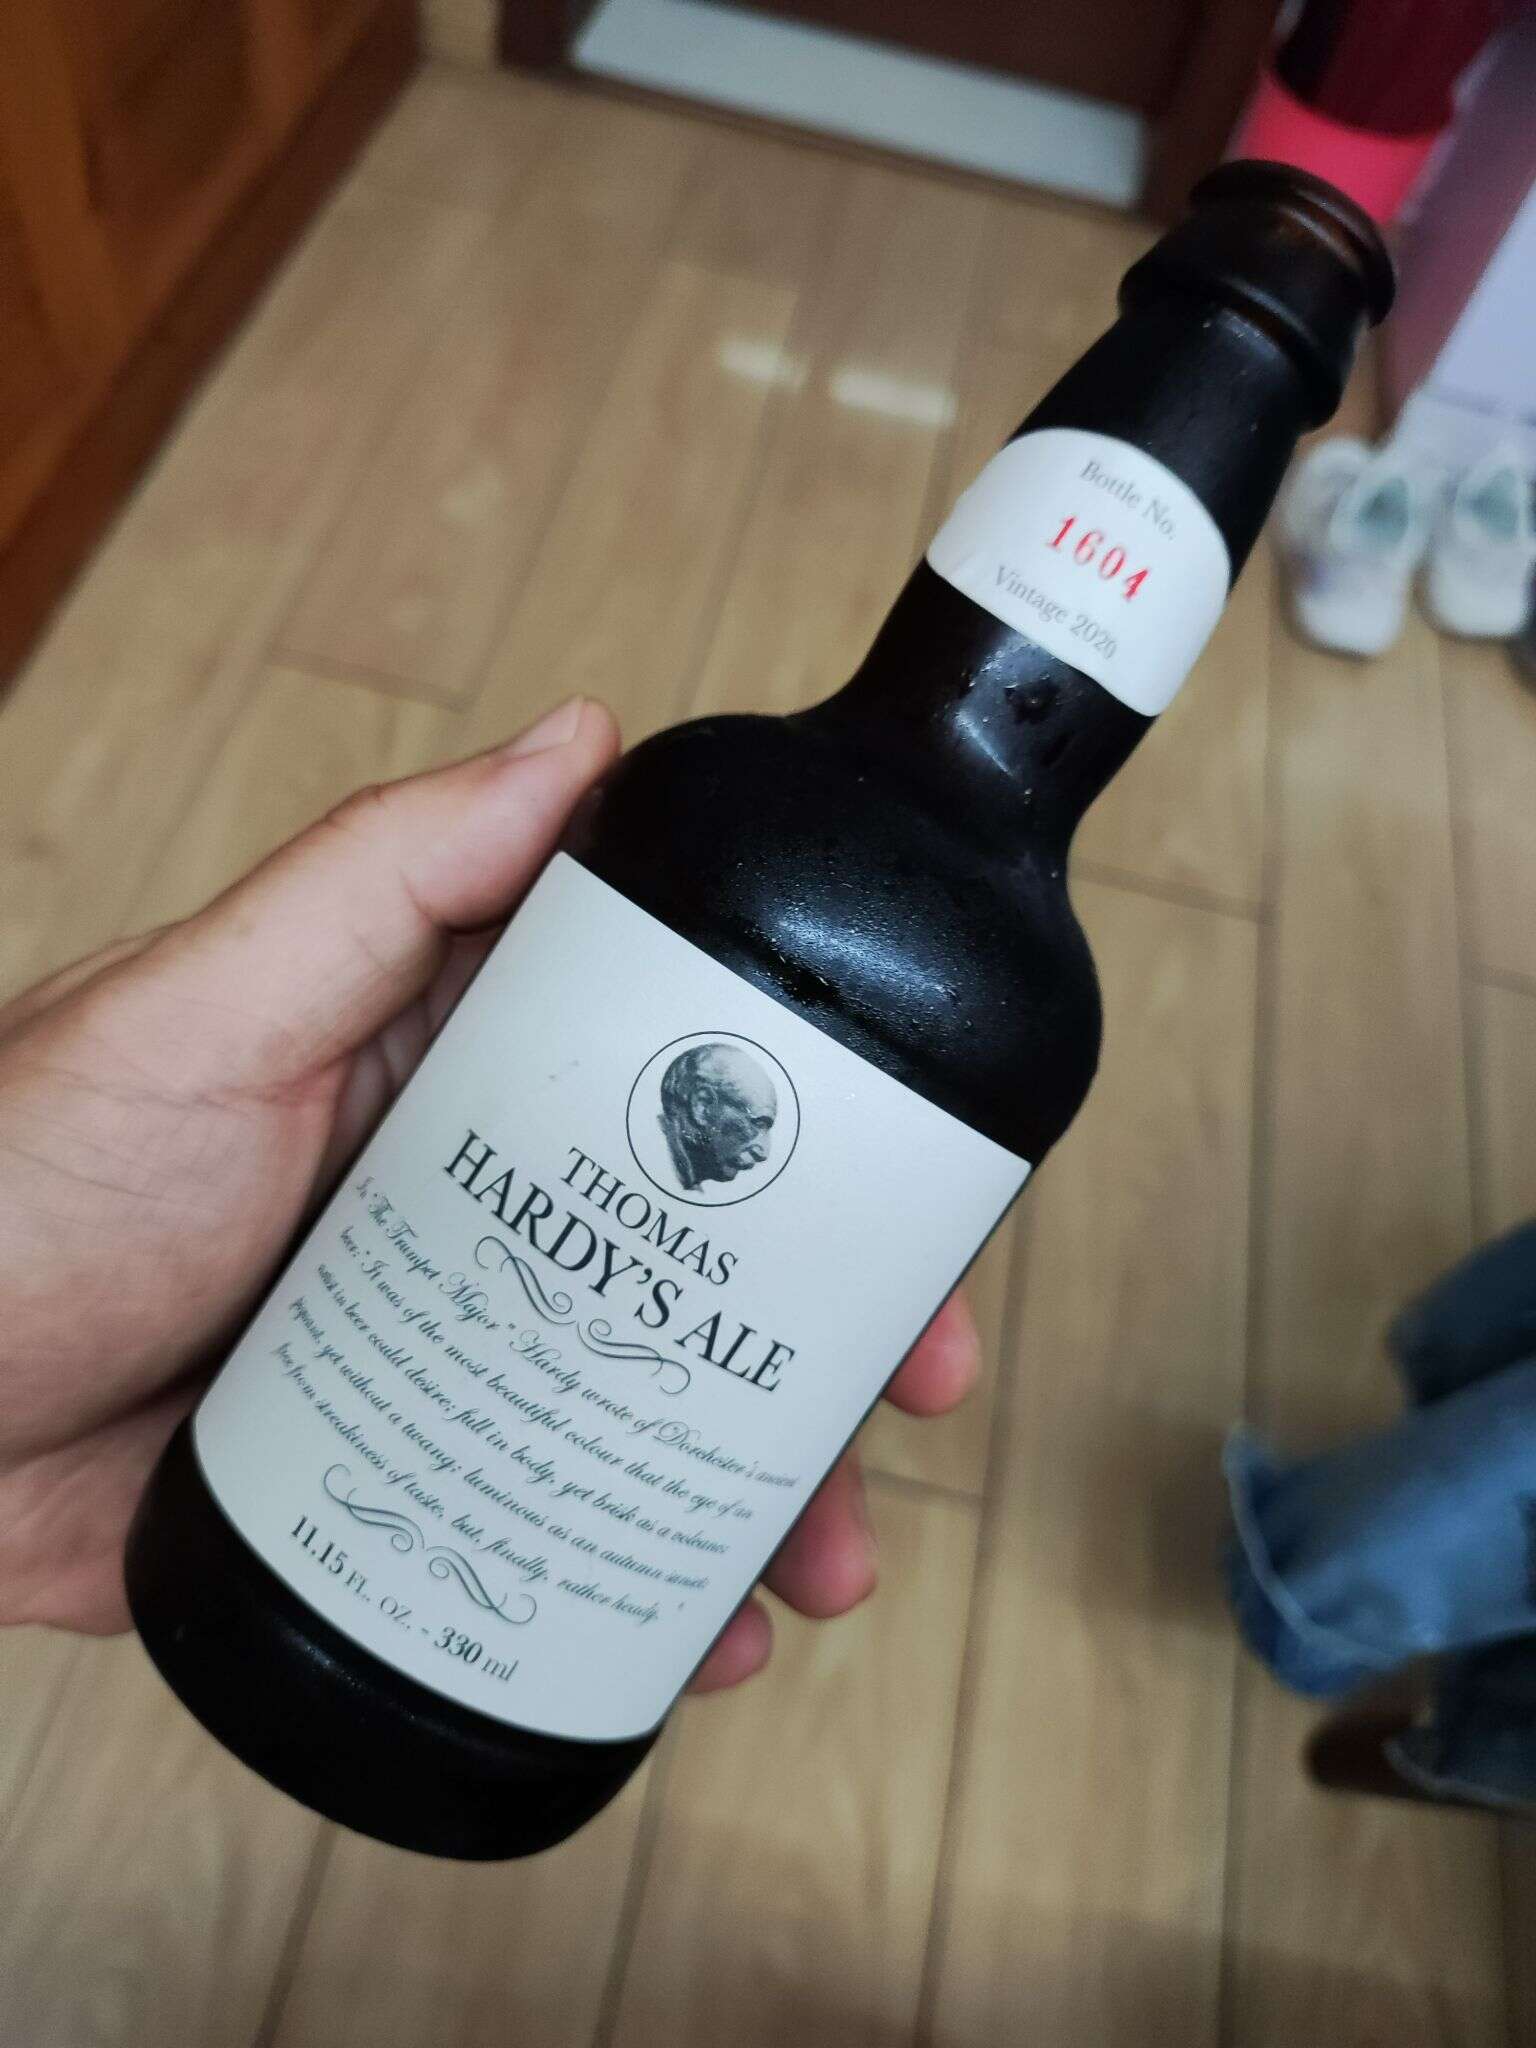 Bottle No.
1604
Vintage 2020
THOMAS
HARDY'S ALE
In "The Trumpet Major" Hardy wrote of Dorchester's ancient
beer: "It was of the most beautiful colour that the eye of an
artist in beer could desire; full in body, yet brisk as a volcano;
piquant, yet without a twang; luminous as an autumn sunset;
free from streakiness of taste, but, finally, rather heady."
11.15 FL. OZ. - 330 ml